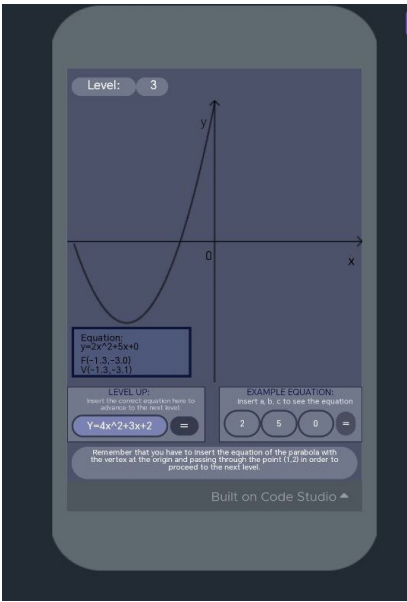 Level: 3
y
0
x
Equation:
y=2x^2+5x+0
F(-1.3,-3.0)
V(-1.3,-3.1)
LEVEL UP:
Insert the correct equation here to
advance to the next level
Y=4x^2+3x+2 =
EXAMPLE EQUATION:
Insert a, b, c to see the equation
2 5 0 =
Remember that you have to insert the equation of the parabola with
the vertex at the origin and passing through the point (1,2) in order to
proceed to the next level.
Built on Code Studio